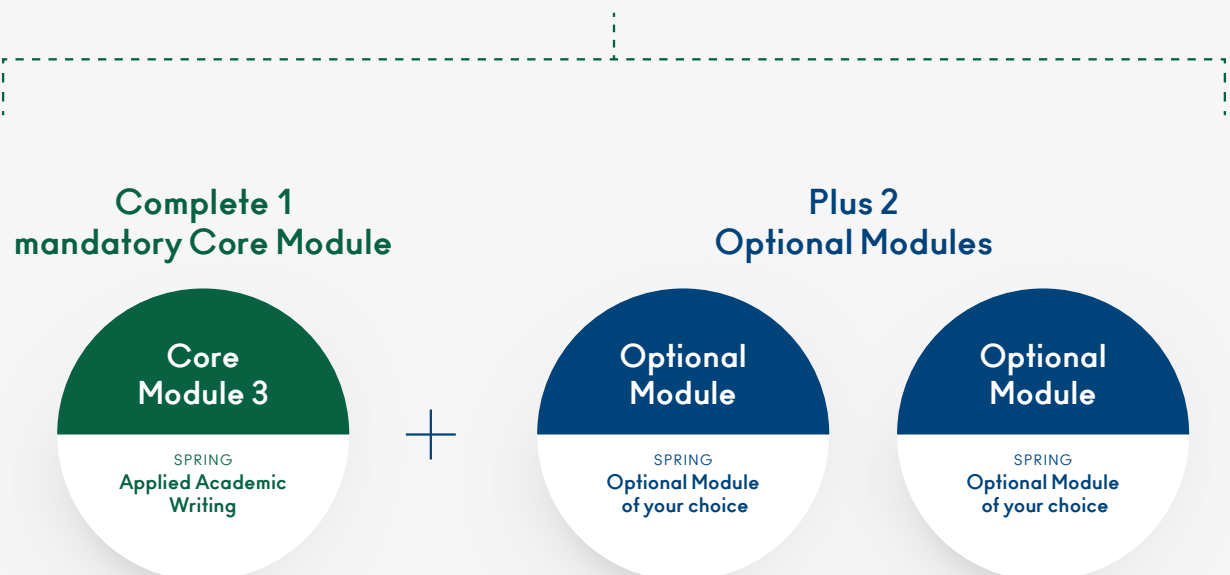 Complete 1
mandatory Core Module
Plus 2
Optional Modules
Core
Module 3
SPRING
Applied Academic
Writing
Optional
Module
SPRING
Optional Module
of your choice
Optional
Module
SPRING
Optional Module
of your choice